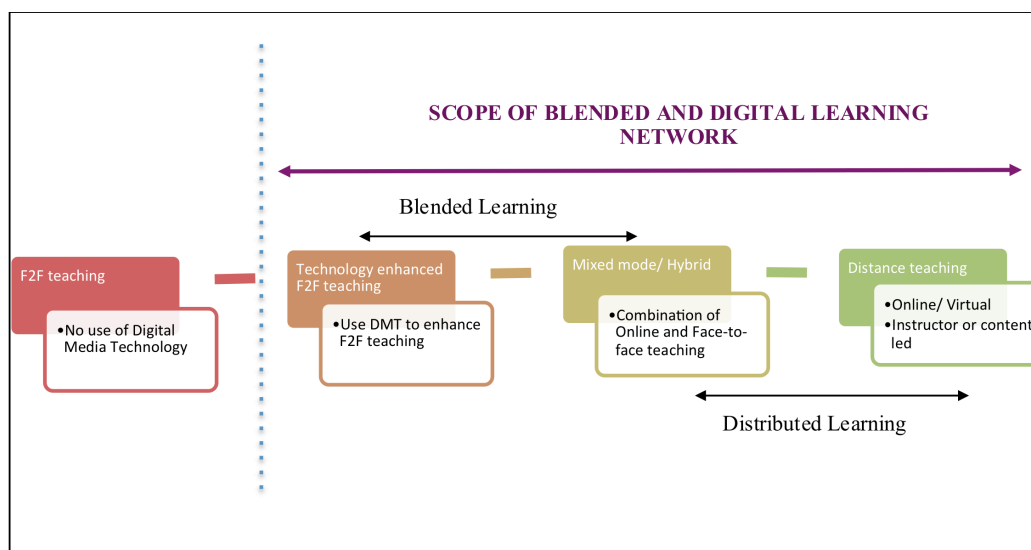 SCOPE OF BLENDED AND DIGITAL LEARNING
NETWORK
Blended Learning
F2F teaching
•No use of Digital
Media Technology
Technology enhanced
F2F teaching
•Use DMT to enhance
F2F teaching
Mixed mode/ Hybrid
•Combination of
Online and Face-to-
face teaching
Distance teaching
•Online/ Virtual
•Instructor or content
led
Distributed Learning